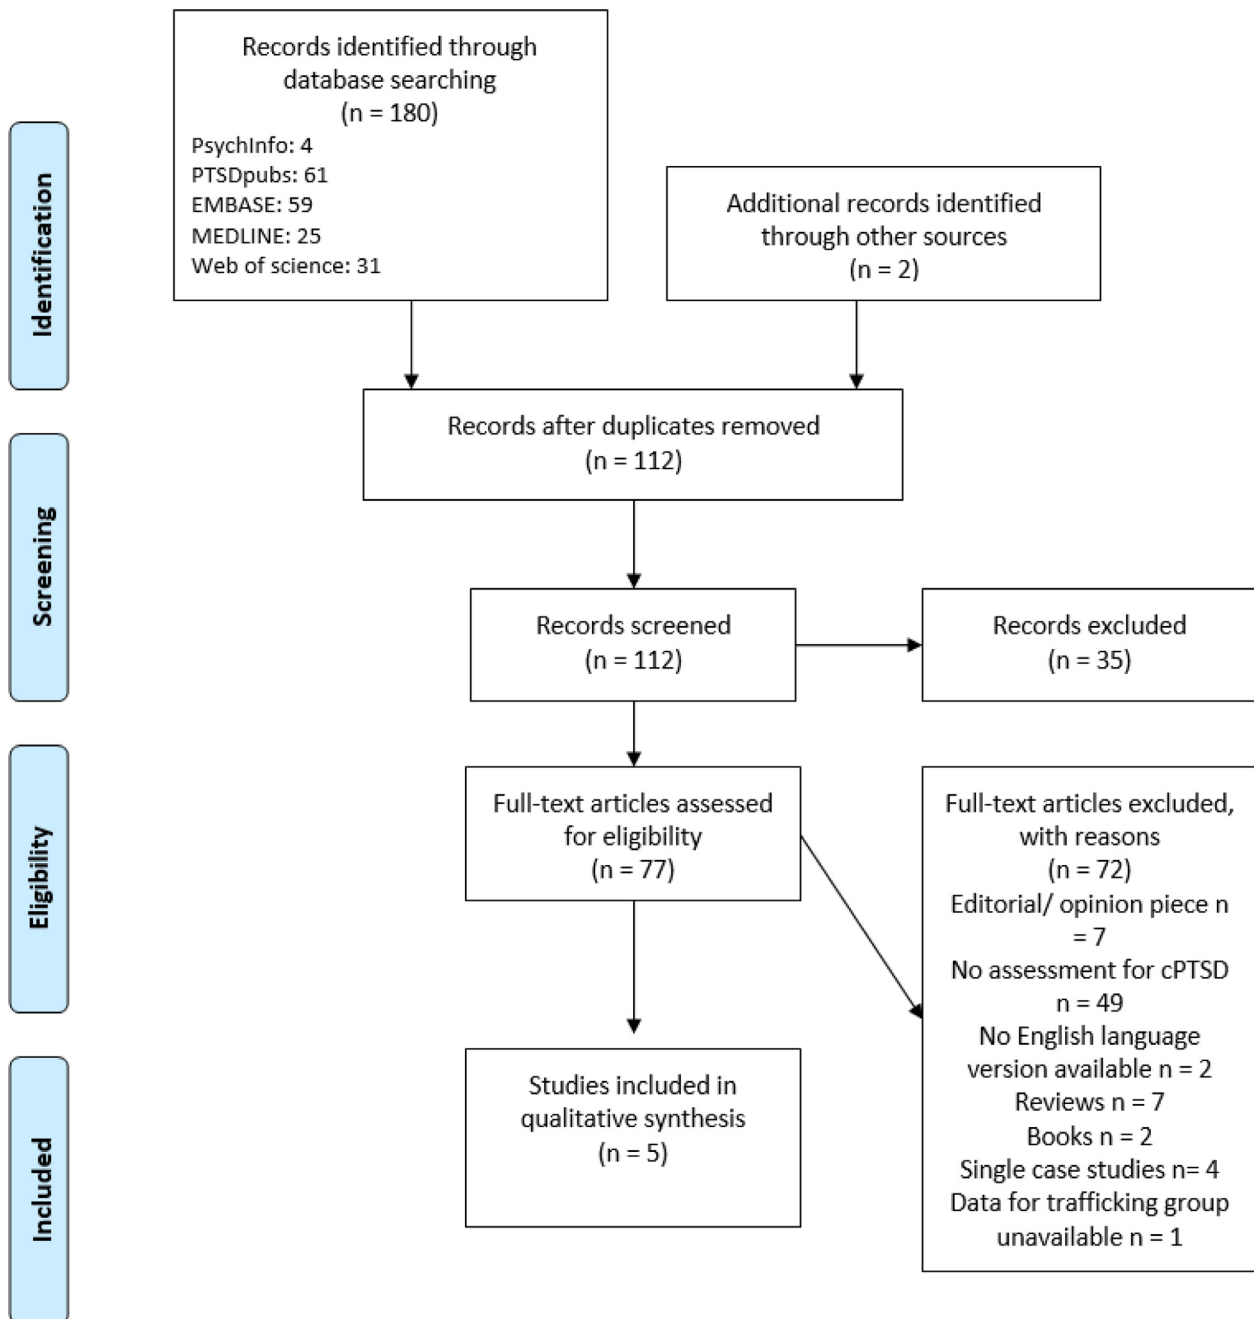 Records identified through
database searching
(n = 180)
PsychInfo: 4
PTSDpubs: 61
EMBASE: 59
MEDLINE: 25
Web of science: 31
Additional records identified
through other sources
(n = 2)
Identification
Records after duplicates removed
(n = 112)
Screening
Records screened
(n = 112)
Records excluded
(n = 35)
Eligibility
Full-text articles assessed
for eligibility
(n = 77)
Full-text articles excluded,
with reasons
(n = 72)
Editorial/ opinion piece n
= 7
No assessment for cPTSD
n = 49
No English language
version available n = 2
Reviews n = 7
Books n = 2
Single case studies n= 4
Data for trafficking group
unavailable n = 1
Included
Studies included in
qualitative synthesis
(n = 5)